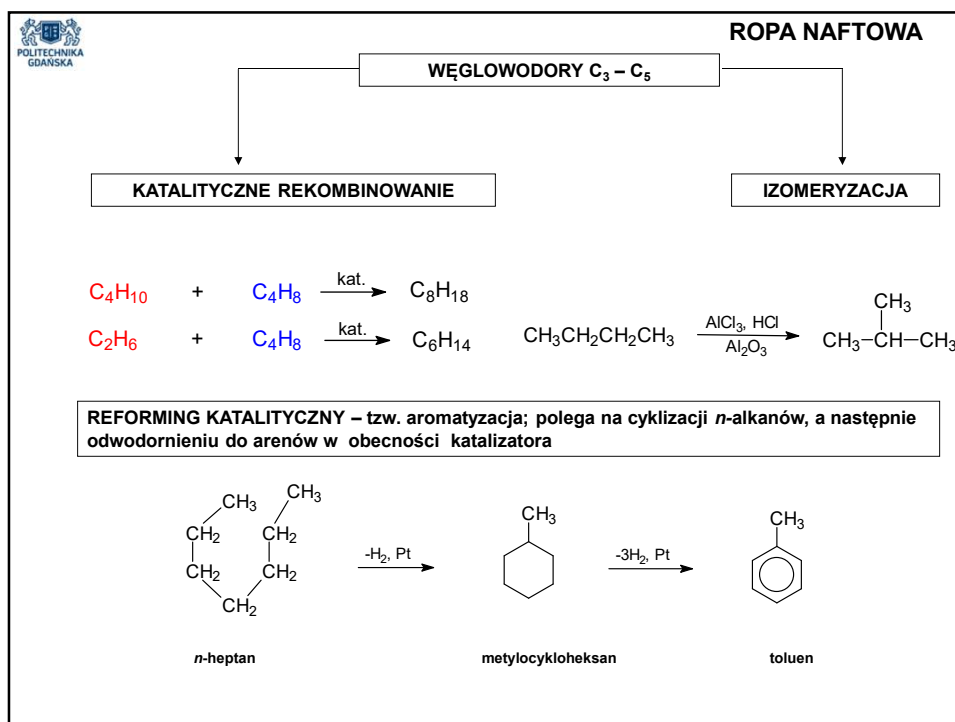 POLITECHNIKA
GDAŃSKA
ROPA NAFTOWA
WĘGLOWODORY C₃ – C₅
KATALITYCZNE REKOMBINOWANIE
IZOMERYZACJA
C₄H₁₀ + C₄H₈ kat. C₈H₁₈
C₂H₆ + C₄H₈ kat. C₆H₁₄
CH₃CH₂CH₂CH₃
AlCl₃, HCl
Al₂O₃
CH₃
CH₃–CH–CH₃
REFORMING KATALITYCZNY – tzw. aromatyzacja; polega na cyklizacji n-alkanów, a następnie
odwodornieniu do arenów w obecności katalizatora
CH₃ CH₃
CH₂ CH₂
CH₂ CH₂
CH₂
-H₂, Pt
CH₃
-3H₂, Pt
CH₃
n-heptan metylocykloheksan toluen